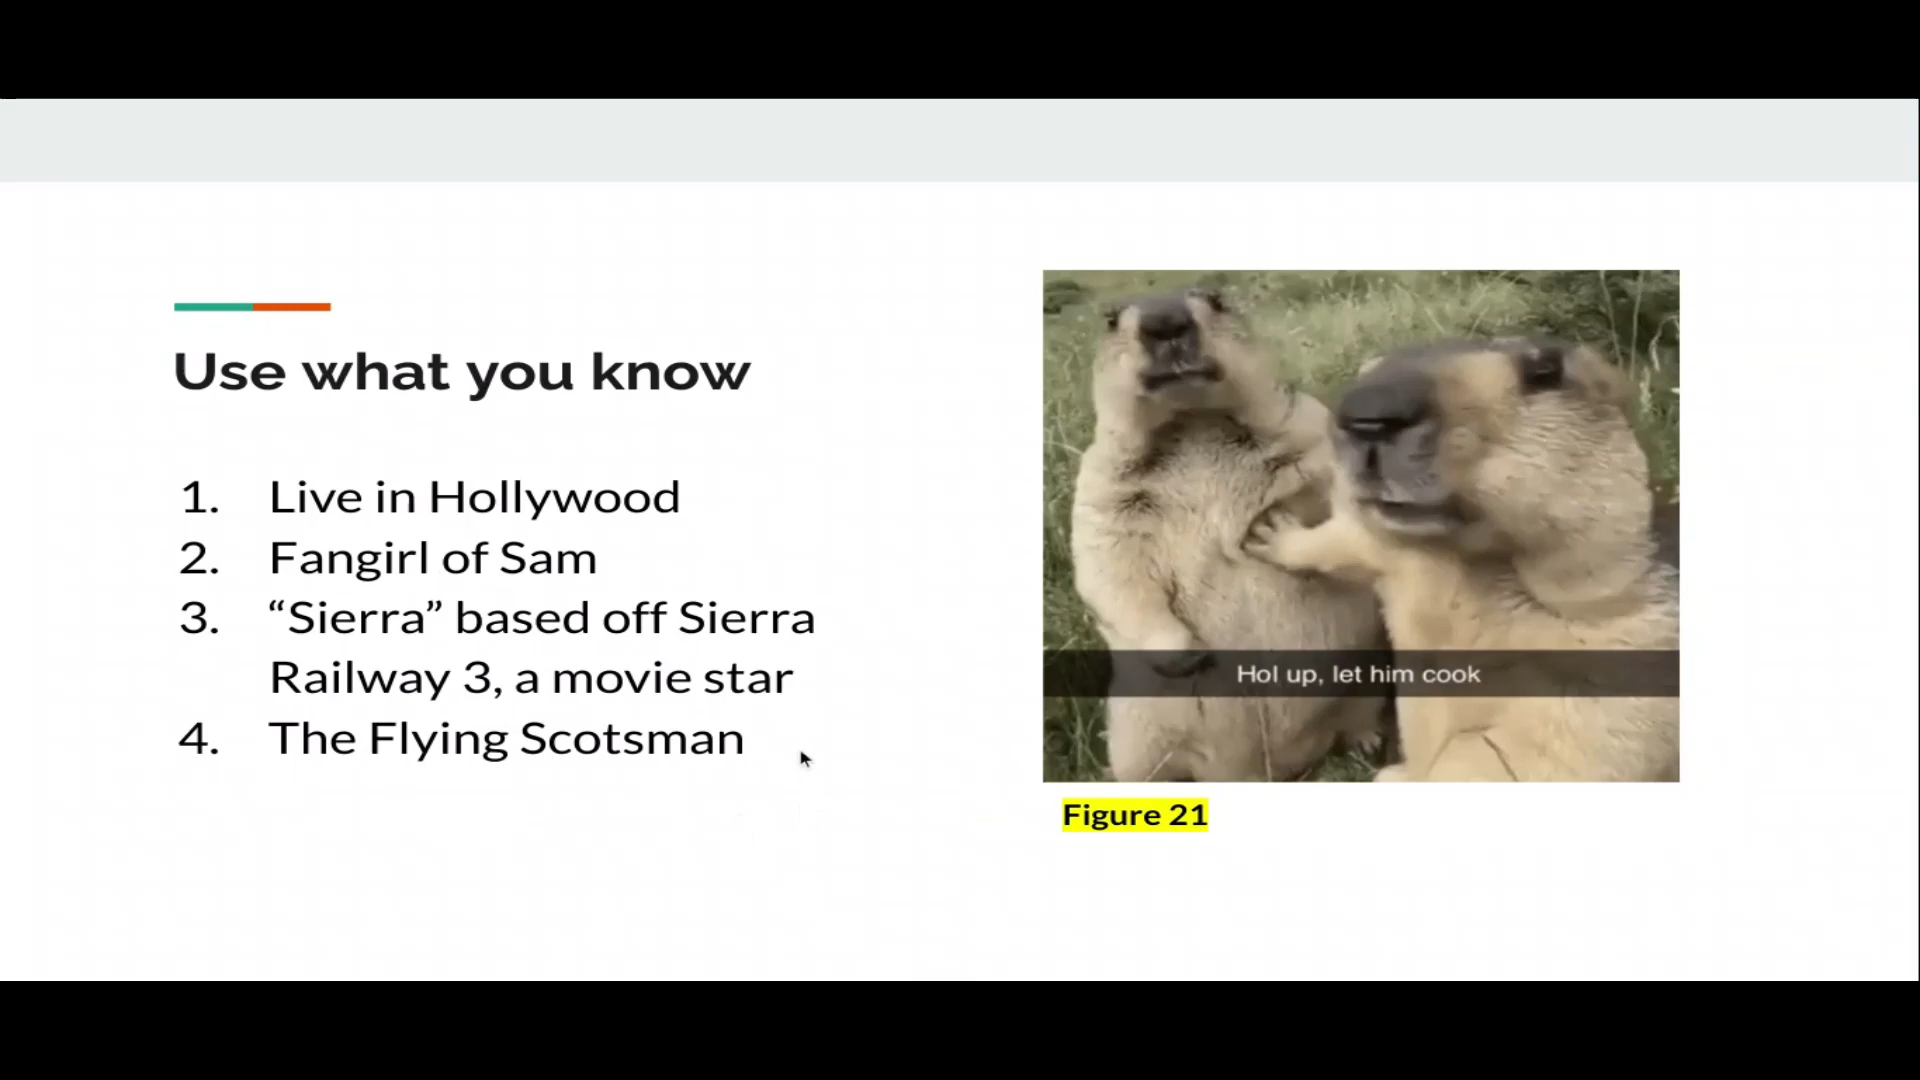 Use what you know
1. Live in Hollywood
2. Fangirl of Sam
3. “Sierra” based off Sierra
Railway 3, a movie star
4. The Flying Scotsman
Hol up, let him cook
Figure 21